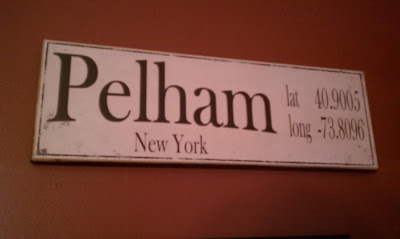 Pelham
New York
lat 40.9005
long -73.8096